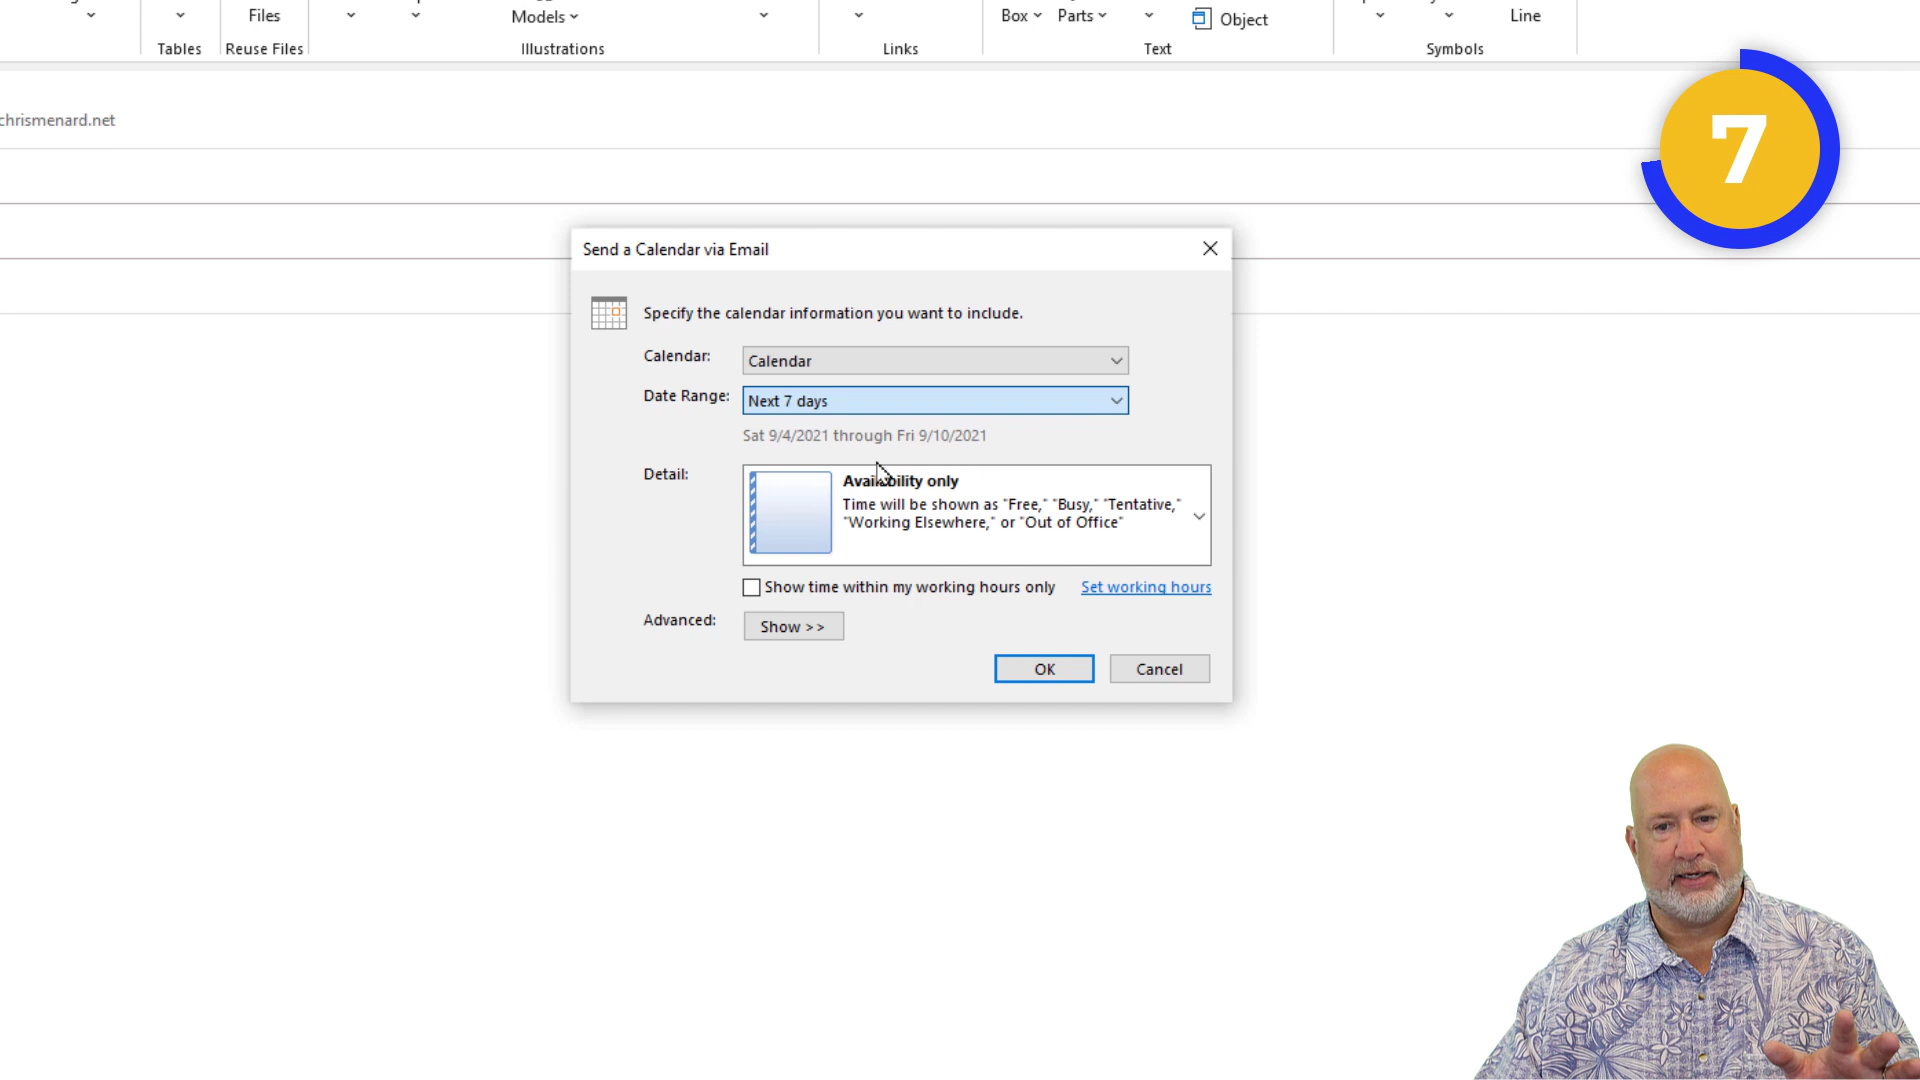 Files
Models
Box
Parts
Object
Line
Tables
Reuse Files
Illustrations
Links
Text
Symbols
chrismenard.net
7
Send a Calendar via Email
Specify the calendar information you want to include.
Calendar: Calendar
Date Range: Next 7 days
Sat 9/4/2021 through Fri 9/10/2021
Detail: Availability only
Time will be shown as "Free," "Busy," "Tentative,"
"Working Elsewhere," or "Out of Office"
Show time within my working hours only Set working hours
Advanced: Show >>
OK Cancel